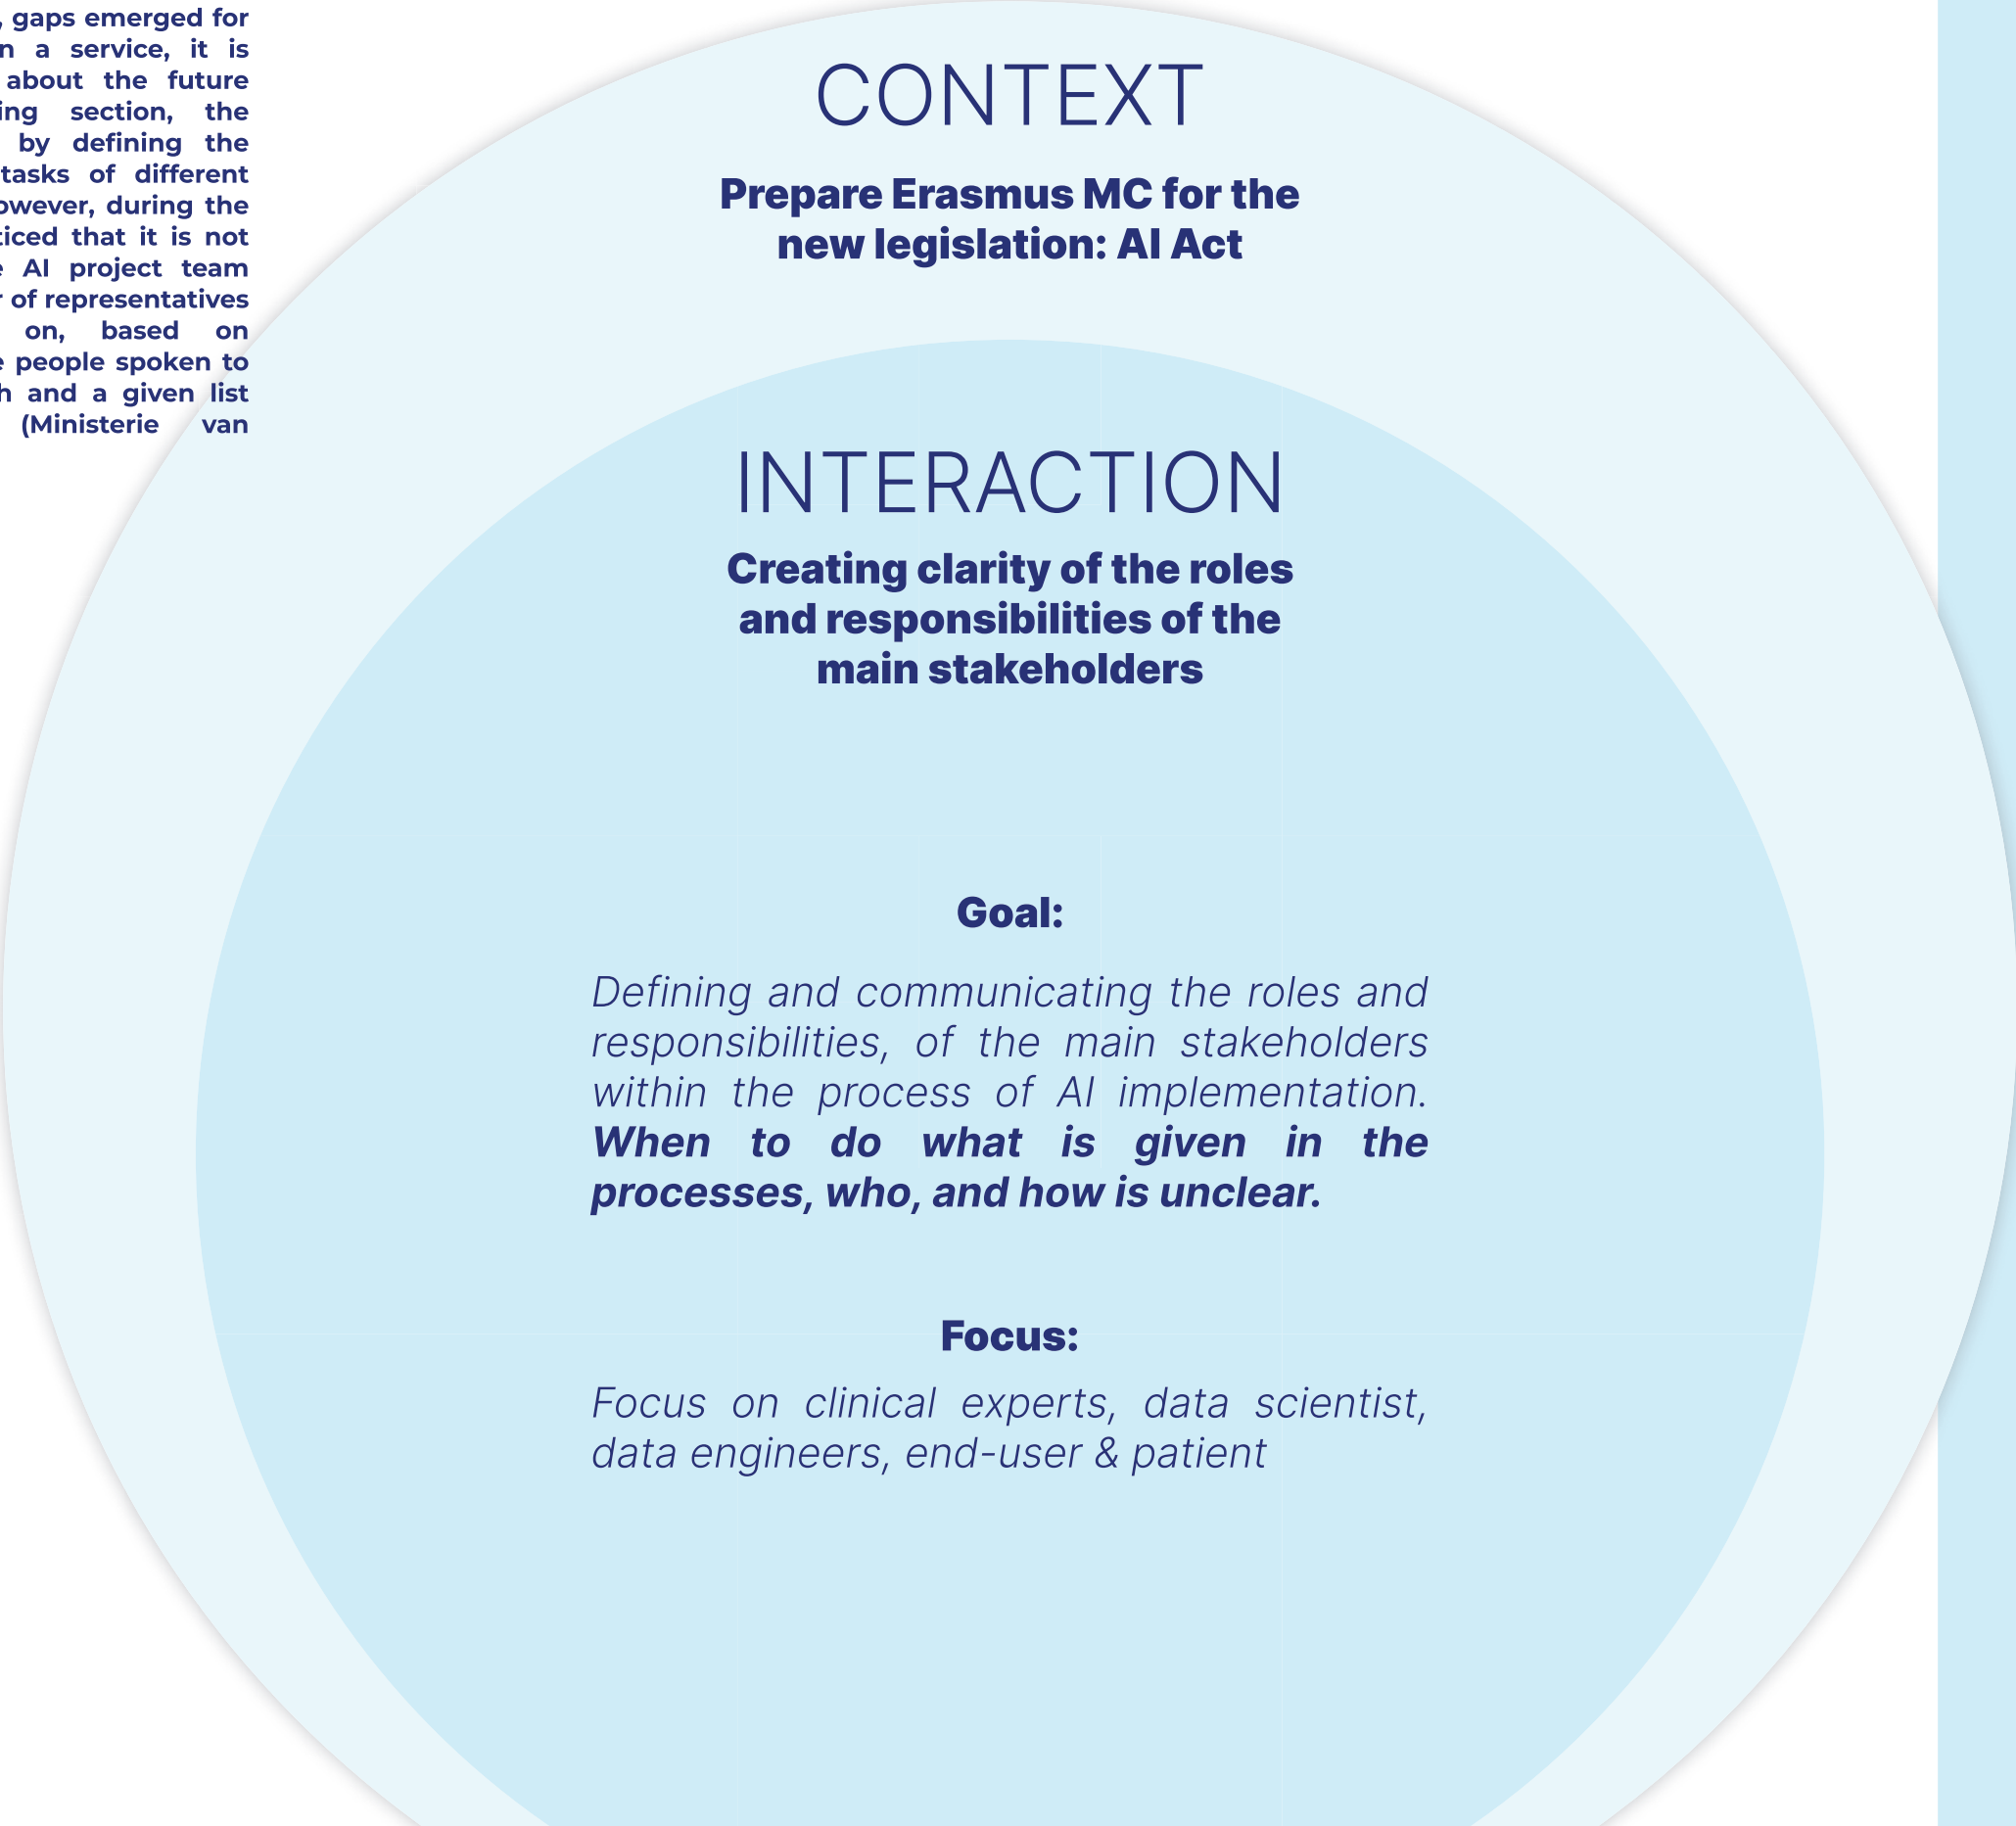 , gaps emerged for
a service, it is
about the future
section, the
by defining the
tasks of different
during the
that it is not
AI project team
of representatives
on, based on
people spoken to
and a given list
(Ministerie van
CONTEXT
Prepare Erasmus MC for the
new legislation: AI Act
INTERACTION
Creating clarity of the roles
and responsibilities of the
main stakeholders
Goal:
Defining and communicating the roles and
responsibilities, of the main stakeholders
within the process of AI implementation.
When to do what is given in the
processes, who, and how is unclear.
Focus:
Focus on clinical experts, data scientist,
data engineers, end-user & patient